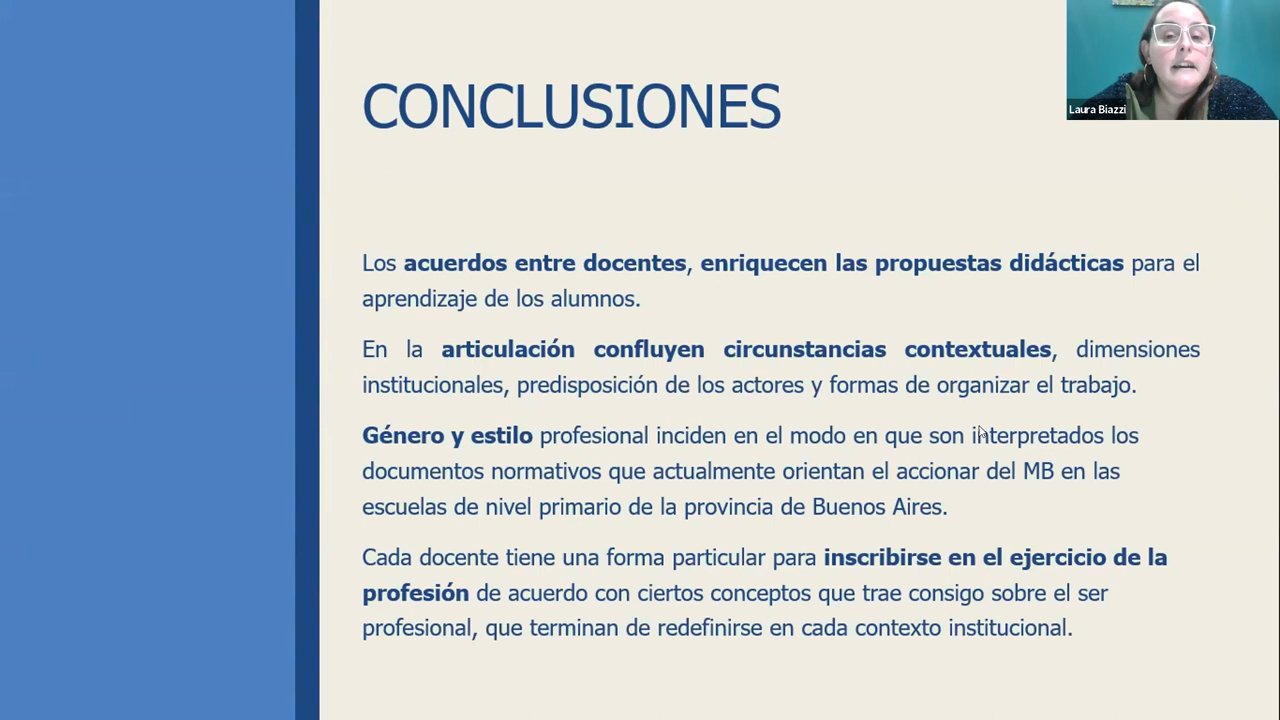 CONCLUSIONES
Laura Biazzi
Los acuerdos entre docentes, enriquecen las propuestas didácticas para el
aprendizaje de los alumnos.
En la articulación confluyen circunstancias contextuales, dimensiones
institucionales, predisposición de los actores y formas de organizar el trabajo.
Género y estilo profesional inciden en el modo en que son interpretados los
documentos normativos que actualmente orientan el accionar del MB en las
escuelas de nivel primario de la provincia de Buenos Aires.
Cada docente tiene una forma particular para inscribirse en el ejercicio de la
profesión de acuerdo con ciertos conceptos que trae consigo sobre el ser
profesional, que terminan de redefinirse en cada contexto institucional.